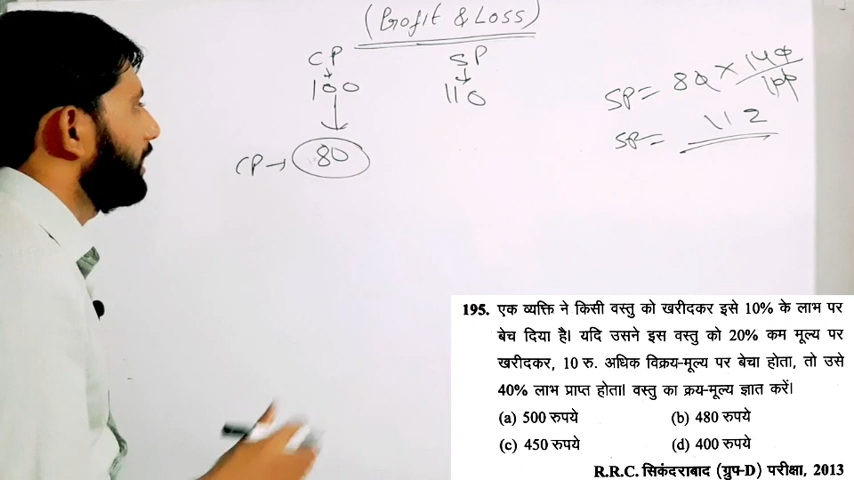 (Profit & Loss)
CP SP
100 110
CP → 80
SP = 80 × 140/100
SP = 112
195. एक व्यक्ति ने किसी वस्तु को खरीदकर इसे 10% के लाभ पर
बेच दिया है। यदि उसने इस वस्तु को 20% कम मूल्य पर
खरीदकर, 10 रु. अधिक विक्रय-मूल्य पर बेचा होता, तो उसे
40% लाभ प्राप्त होता। वस्तु का क्रय-मूल्य ज्ञात करें।
(a) 500 रुपये (b) 480 रुपये
(c) 450 रुपये (d) 400 रुपये
R.R.C. सिकंदराबाद (ग्रुप-D) परीक्षा, 2013